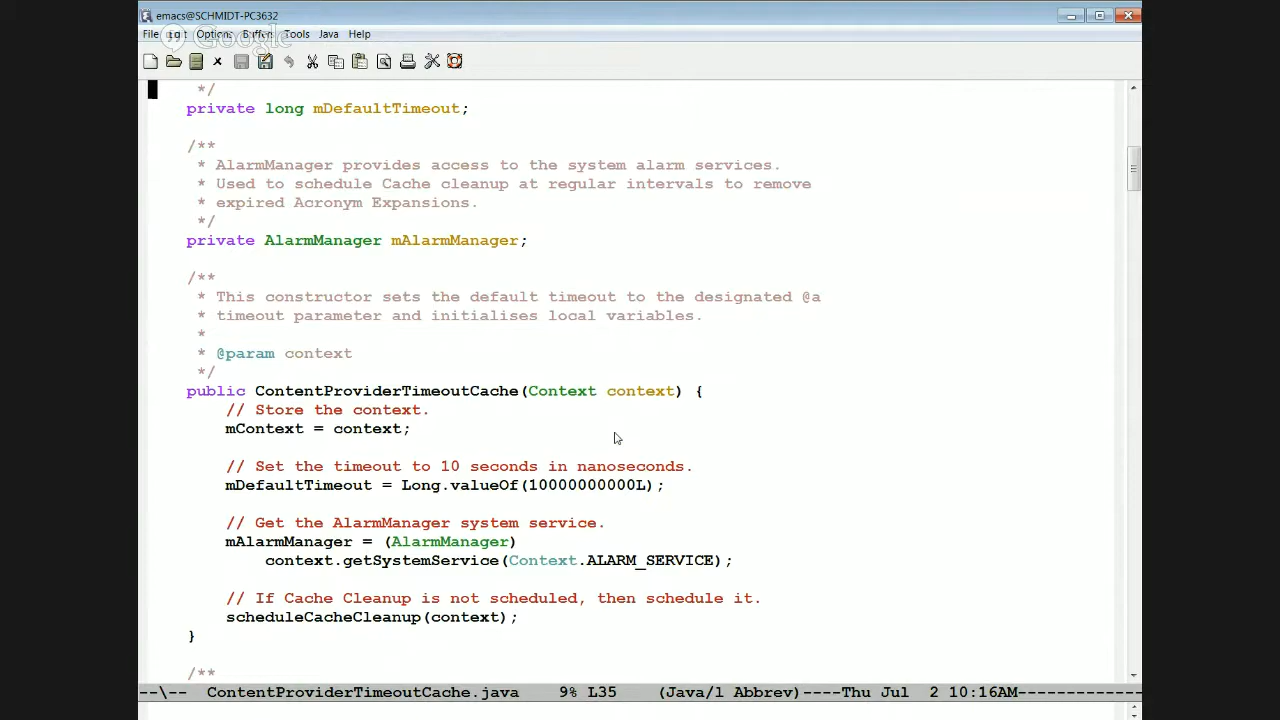 emacs@SCHMIDT-PC3632
File Edit Options Buffers Tools Java Help
Google
*/
private long mDefaultTimeout;
/**
* AlarmManager provides access to the system alarm services.
* Used to schedule Cache cleanup at regular intervals to remove
* expired Acronym Expansions.
*/
private AlarmManager mAlarmManager;
/**
* This constructor sets the default timeout to the designated @a
* timeout parameter and initialises local variables.
*
* @param context
*/
public ContentProviderTimeoutCache(Context context) {
// Store the context.
mContext = context;
// Set the timeout to 10 seconds in nanoseconds.
mDefaultTimeout = Long.valueOf(10000000000L);
// Get the AlarmManager system service.
mAlarmManager = (AlarmManager)
context.getSystemService(Context.ALARM_SERVICE);
// If Cache Cleanup is not scheduled, then schedule it.
scheduleCacheCleanup(context);
}
/**
--\-- ContentProviderTimeoutCache.java 9% L35 (Java/l Abbrev)----Thu Jul 2 10:16AM-------------